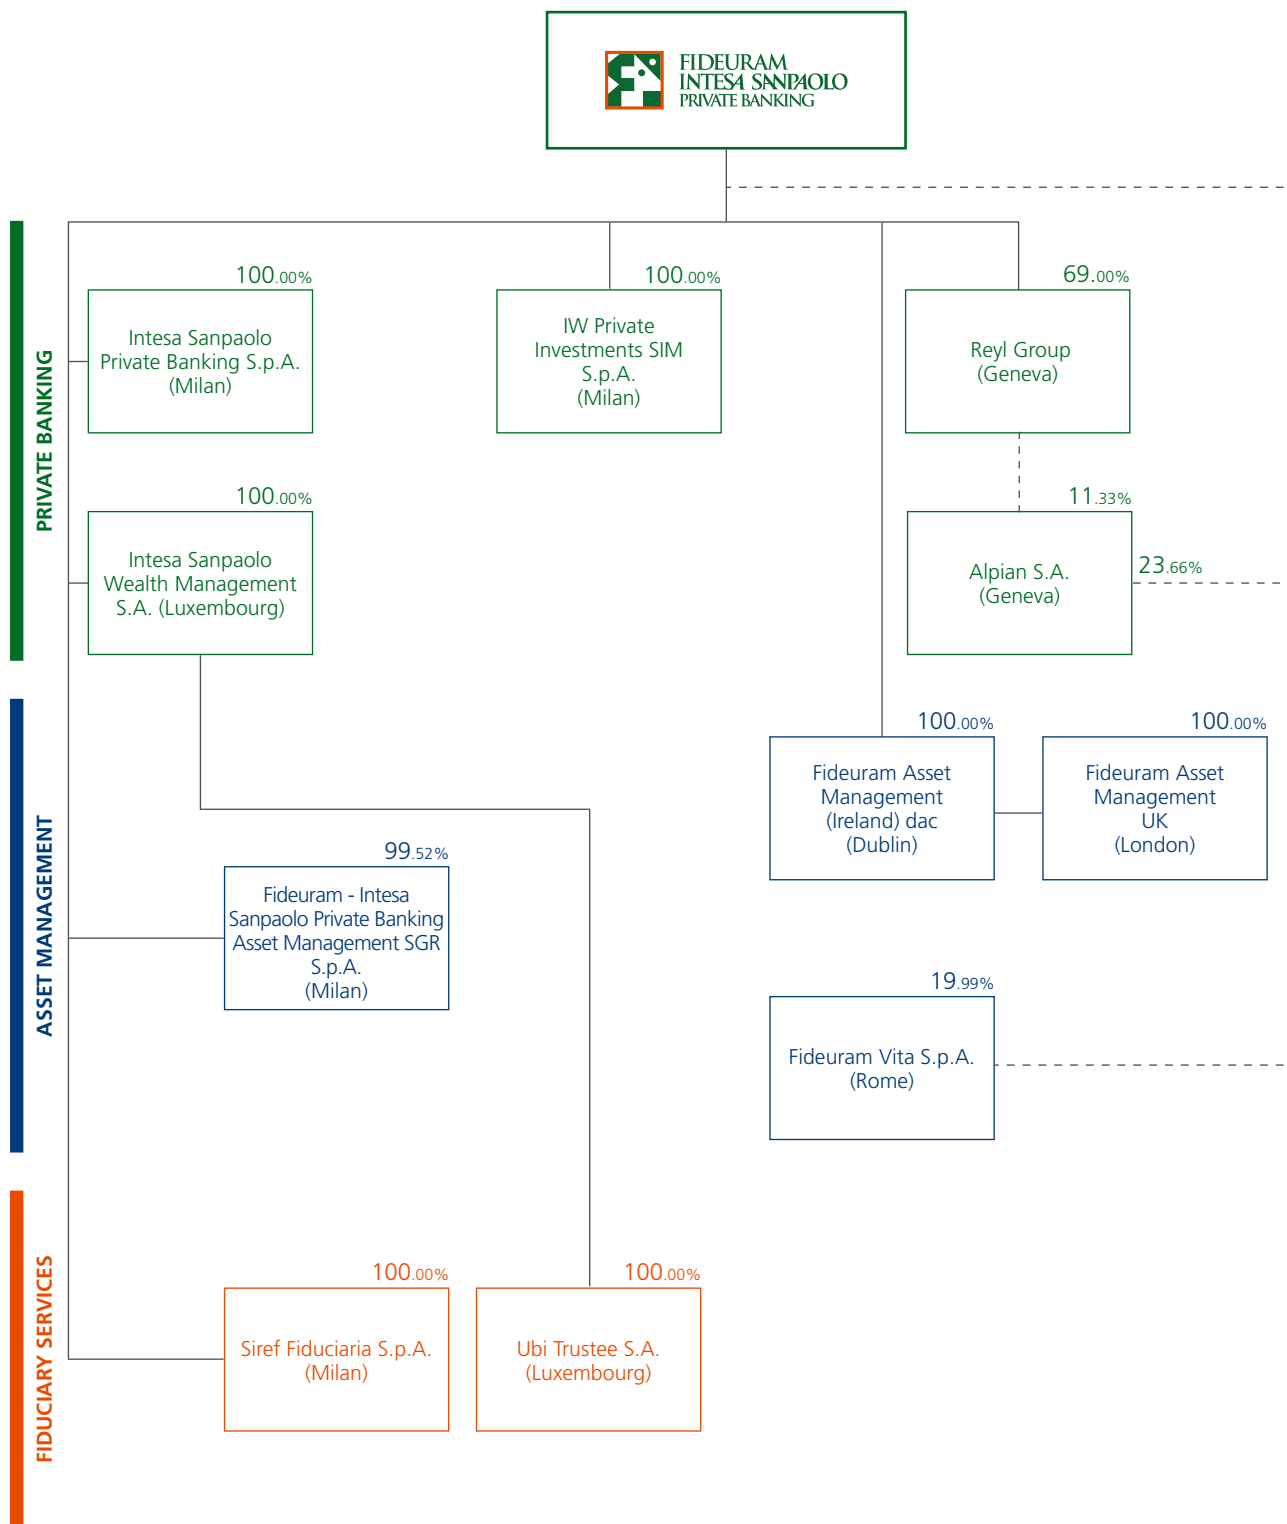 FIDEURAM
INTESA SANPAOLO
PRIVATE BANKING
PRIVATE BANKING
100.00%
Intesa Sanpaolo
Private Banking S.p.A.
(Milan)
100.00%
IW Private
Investments SIM
S.p.A.
(Milan)
69.00%
Reyl Group
(Geneva)
100.00%
Intesa Sanpaolo
Wealth Management
S.A. (Luxembourg)
11.33%
Alpian S.A.
(Geneva)
23.66%
ASSET MANAGEMENT
100.00%
Fideuram Asset
Management
(Ireland) dac
(Dublin)
100.00%
Fideuram Asset
Management
UK
(London)
99.52%
Fideuram - Intesa
Sanpaolo Private Banking
Asset Management SGR
S.p.A.
(Milan)
19.99%
Fideuram Vita S.p.A.
(Rome)
FIDUCIARY SERVICES
100.00%
Siref Fiduciaria S.p.A.
(Milan)
100.00%
Ubi Trustee S.A.
(Luxembourg)